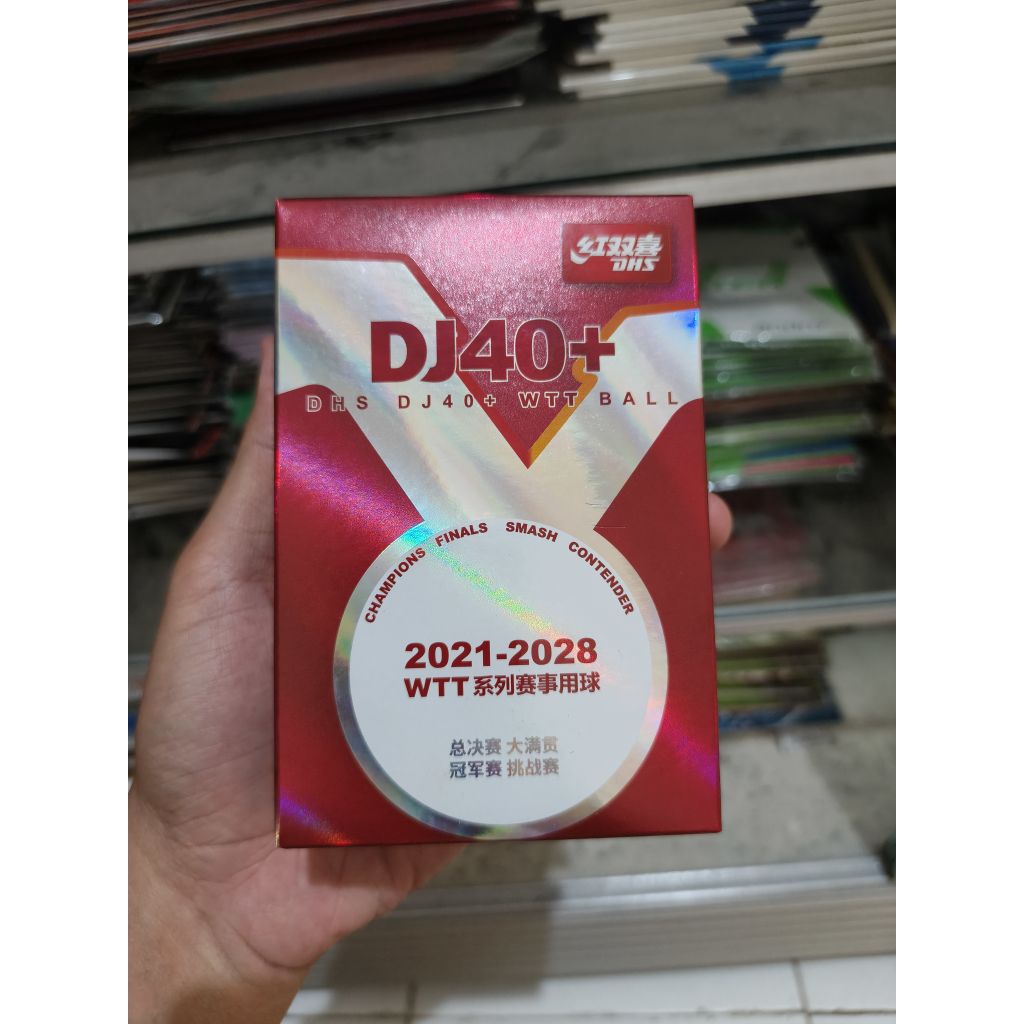 红双喜
DHS
DJ40+
DHS DJ40+ WTT BALL
CHAMPIONS FINALS SMASH CONTENDER
2021-2028
WTT系列赛事用球
总决赛 大满贯
冠军赛 挑战赛